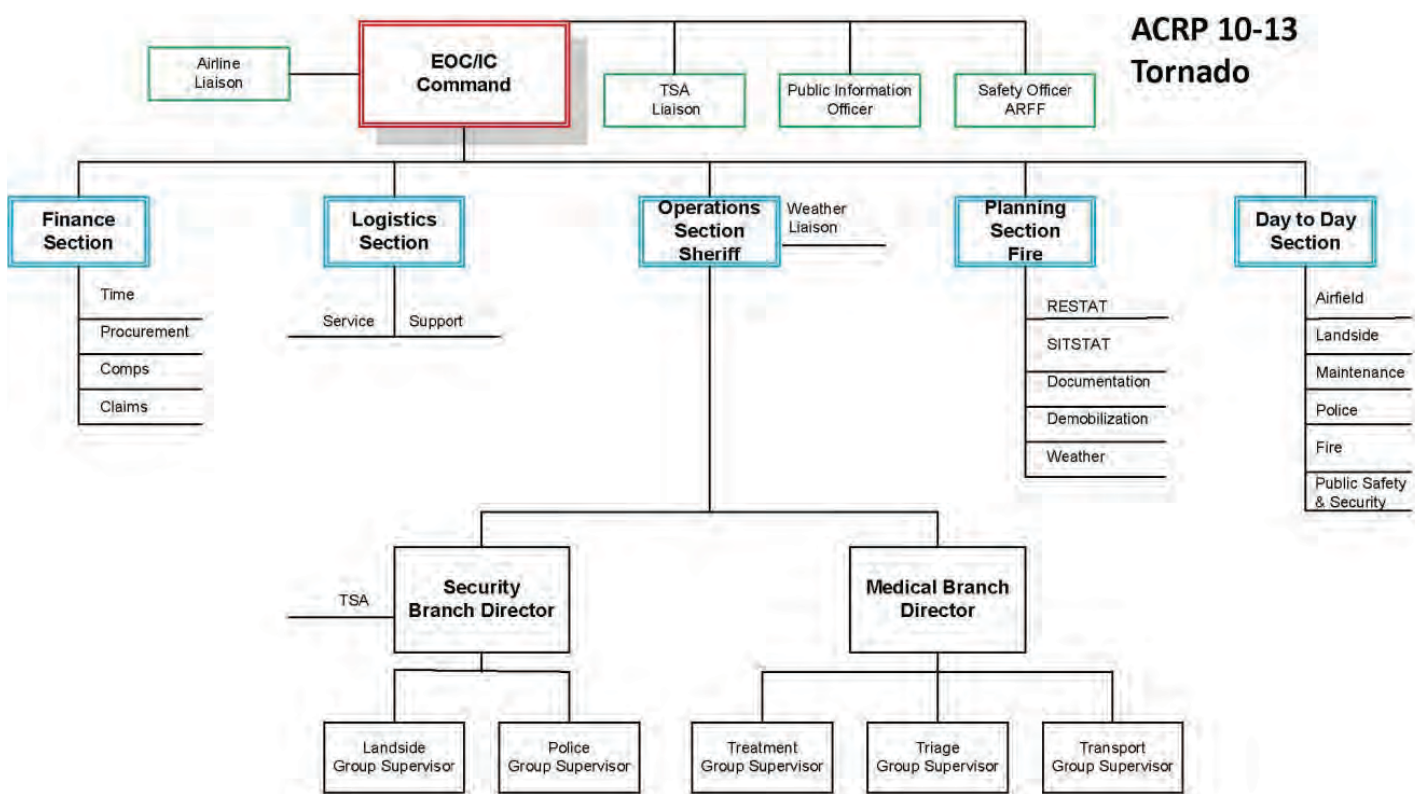 ACRP 10-13
Tornado
EOC/IC
Command
Airline
Liaison
TSA
Liaison
Public Information
Officer
Safety Officer
ARFF
Finance
Section
Logistics
Section
Operations
Section
Sheriff
Weather
Liaison
Planning
Section
Fire
Day to Day
Section
Time
Procurement
Comps
Claims
Service
Support
RESTAT
SITSTAT
Documentation
Demobilization
Weather
Airfield
Landside
Maintenance
Police
Fire
Public Safety
& Security
TSA
Security
Branch Director
Medical Branch
Director
Landside
Group Supervisor
Police
Group Supervisor
Treatment
Group Supervisor
Triage
Group Supervisor
Transport
Group Supervisor